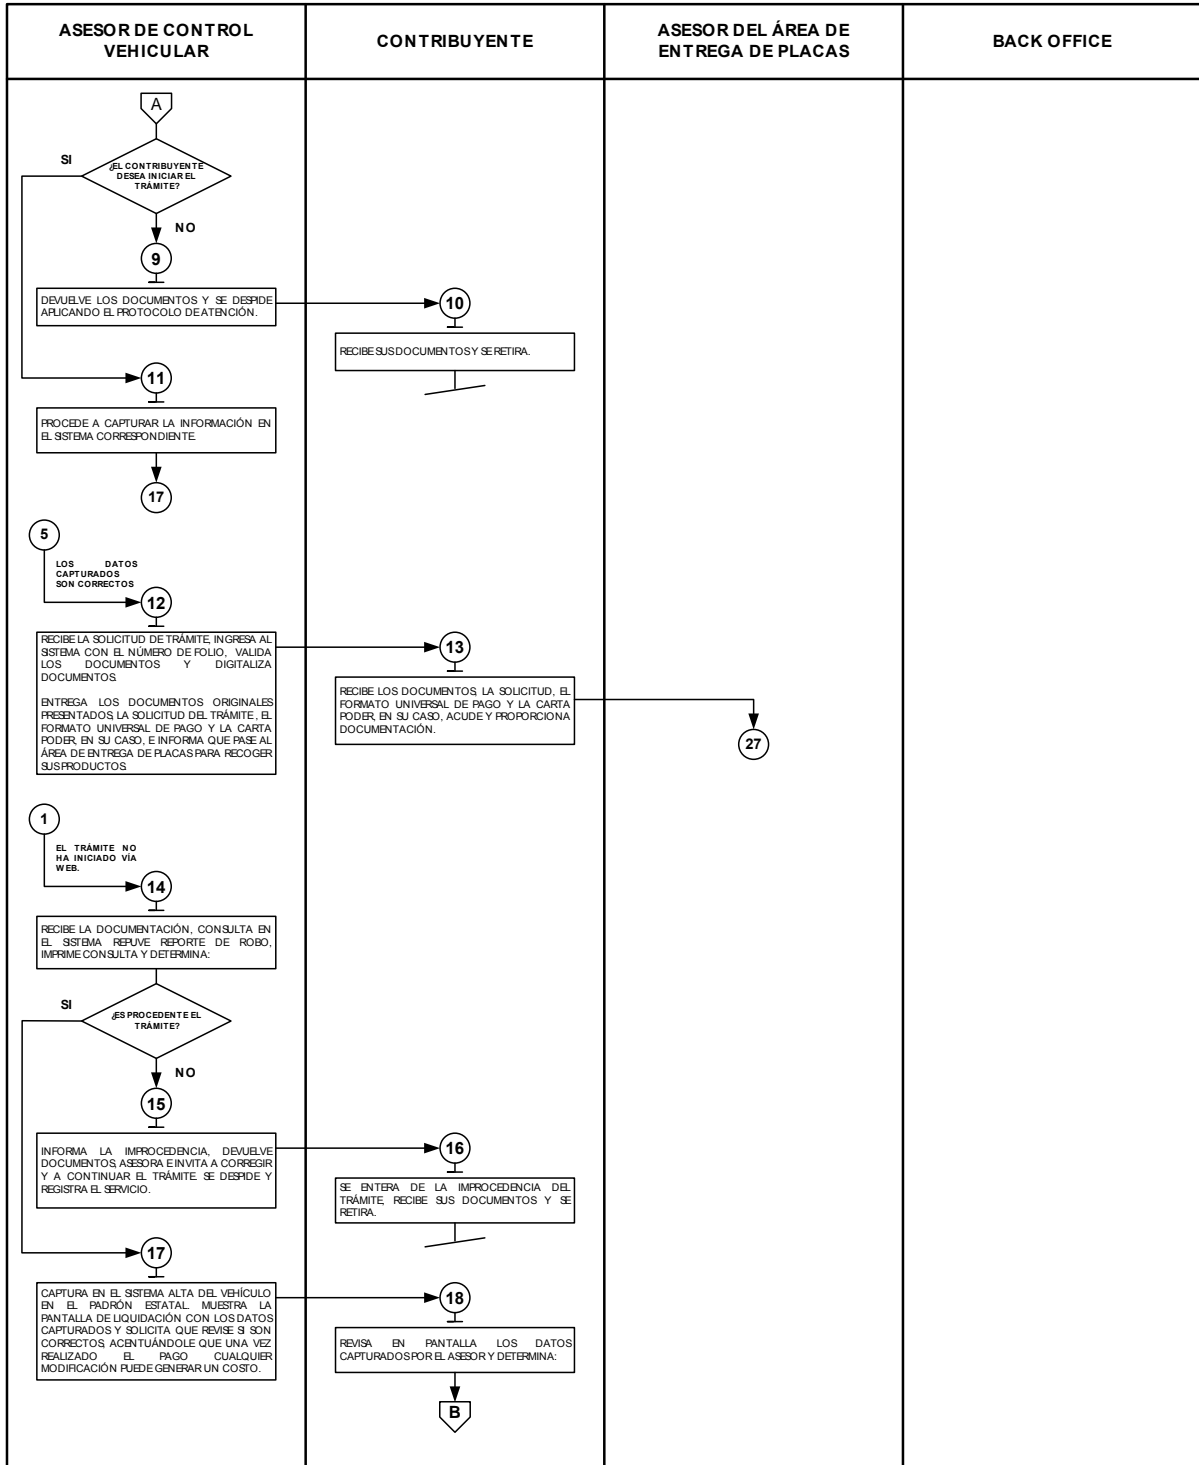 ASESOR DE CONTROL
VEHICULAR
CONTRIBUYENTE
ASESOR DEL ÁREA DE
ENTREGA DE PLACAS
BACK OFFICE
A
¿EL CONTRIBUYENTE
DESEA INICIAR EL
TRÁMITE?
SI
NO
9
DEVUELVE LOS DOCUMENTOS Y SE DESPIDE
APLICANDO EL PROTOCOLO DE ATENCIÓN.
10
RECIBE SUS DOCUMENTOS Y SE RETIRA.
11
PROCEDE A CAPTURAR LA INFORMACIÓN EN
EL SISTEMA CORRESPONDIENTE.
17
5
LOS DATOS
CAPTURADOS
SON CORRECTOS
12
RECIBE LA SOLICITUD DE TRÁMITE, INGRESA AL
SISTEMA CON EL NÚMERO DE FOLIO, VALIDA
LOS DOCUMENTOS Y DIGITALIZA
DOCUMENTOS.
ENTREGA LOS DOCUMENTOS ORIGINALES
PRESENTADOS, LA SOLICITUD DEL TRÁMITE, EL
FORMATO UNIVERSAL DE PAGO Y LA CARTA
PODER, EN SU CASO, E INFORMA QUE PASE AL
ÁREA DE ENTREGA DE PLACAS PARA RECOGER
SUS PRODUCTOS.
13
RECIBE LOS DOCUMENTOS, LA SOLICITUD, EL
FORMATO UNIVERSAL DE PAGO Y LA CARTA
PODER, EN SU CASO, ACUDE Y PROPORCIONA
DOCUMENTACIÓN.
27
1
EL TRÁMITE NO
HA INICIADO VÍA
WEB.
14
RECIBE LA DOCUMENTACIÓN, CONSULTA EN
EL SISTEMA REPUVE REPORTE DE ROBO,
IMPRIME CONSULTA Y DETERMINA:
SI
¿ES PROCEDENTE EL
TRÁMITE?
NO
15
INFORMA LA IMPROCEDENCIA, DEVUELVE
DOCUMENTOS, ASESORA E INVITA A CORREGIR
Y A CONTINUAR EL TRÁMITE. SE DESPIDE Y
REGISTRA EL SERVICIO.
16
SE ENTERA DE LA IMPROCEDENCIA DEL
TRÁMITE, RECIBE SUS DOCUMENTOS Y SE
RETIRA.
17
CAPTURA EN EL SISTEMA ALTA DEL VEHÍCULO
EN EL PADRÓN ESTATAL. MUESTRA LA
PANTALLA DE LIQUIDACIÓN CON LOS DATOS
CAPTURADOS Y SOLICITA QUE REVISE SI SON
CORRECTOS, ACENTUÁNDOLE QUE UNA VEZ
REALIZADO EL PAGO CUALQUIER
MODIFICACIÓN PUEDE GENERAR UN COSTO.
18
REVISA EN PANTALLA LOS DATOS
CAPTURADOS POR EL ASESOR Y DETERMINA:
B